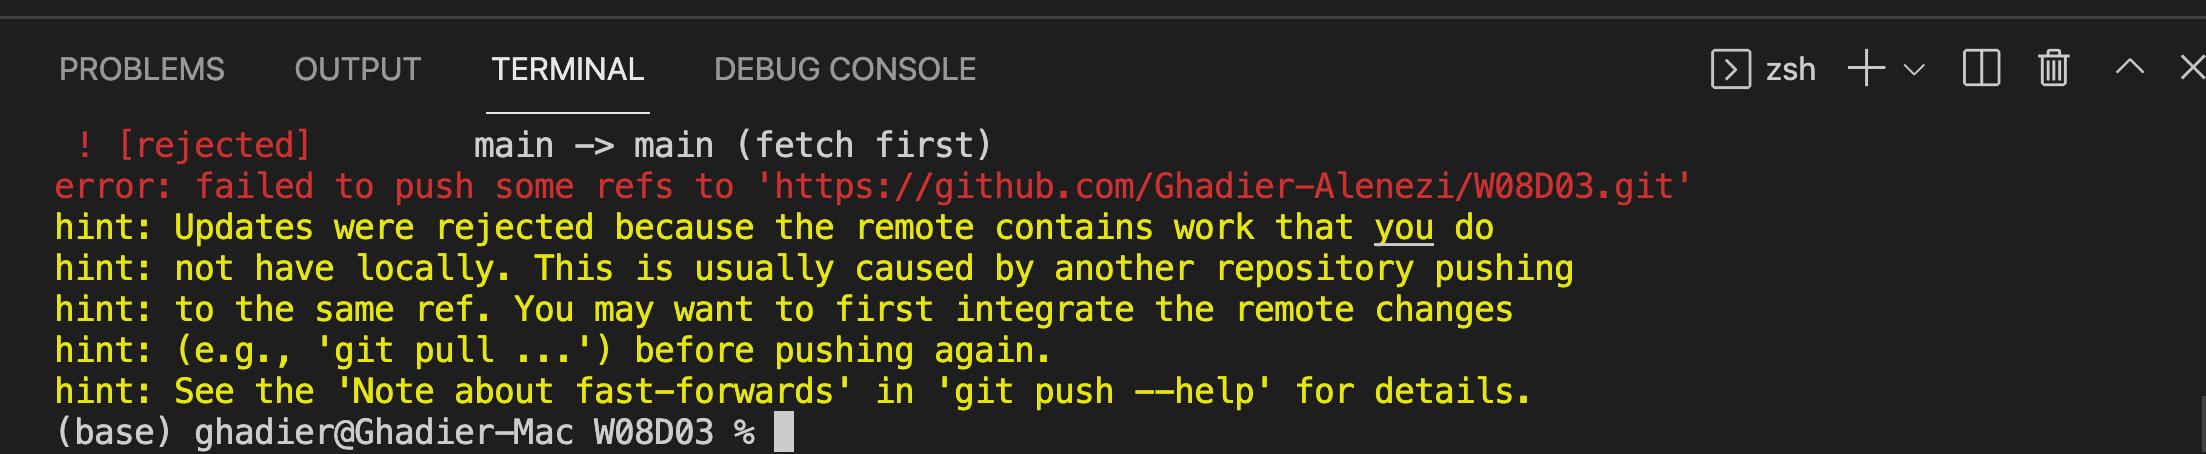 PROBLEMS OUTPUT TERMINAL DEBUG CONSOLE zsh
! [rejected] main -> main (fetch first)
error: failed to push some refs to 'https://github.com/Ghadier-Alenezi/W08D03.git'
hint: Updates were rejected because the remote contains work that you do
hint: not have locally. This is usually caused by another repository pushing
hint: to the same ref. You may want to first integrate the remote changes
hint: (e.g., 'git pull ...') before pushing again.
hint: See the 'Note about fast-forwards' in 'git push --help' for details.
(base) ghadier@Ghadier-Mac W08D03 %